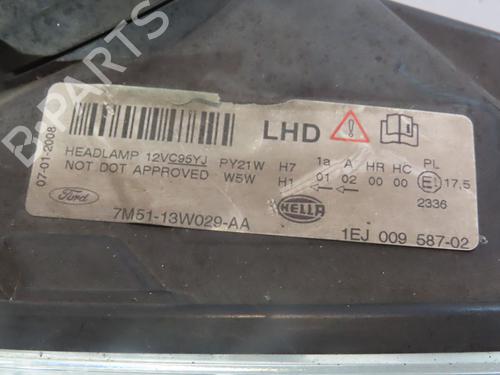 B-PARTS
07-01-2008
LHD
HEADLAMP 12VC95YJ PY21W H7 1a A HR HC PL
NOT DOT APPROVED W5W H1 01 02 00 00 E1 17,5
2336
Ford
7M51-13W029-AA
HELLA
1EJ 009 587-02